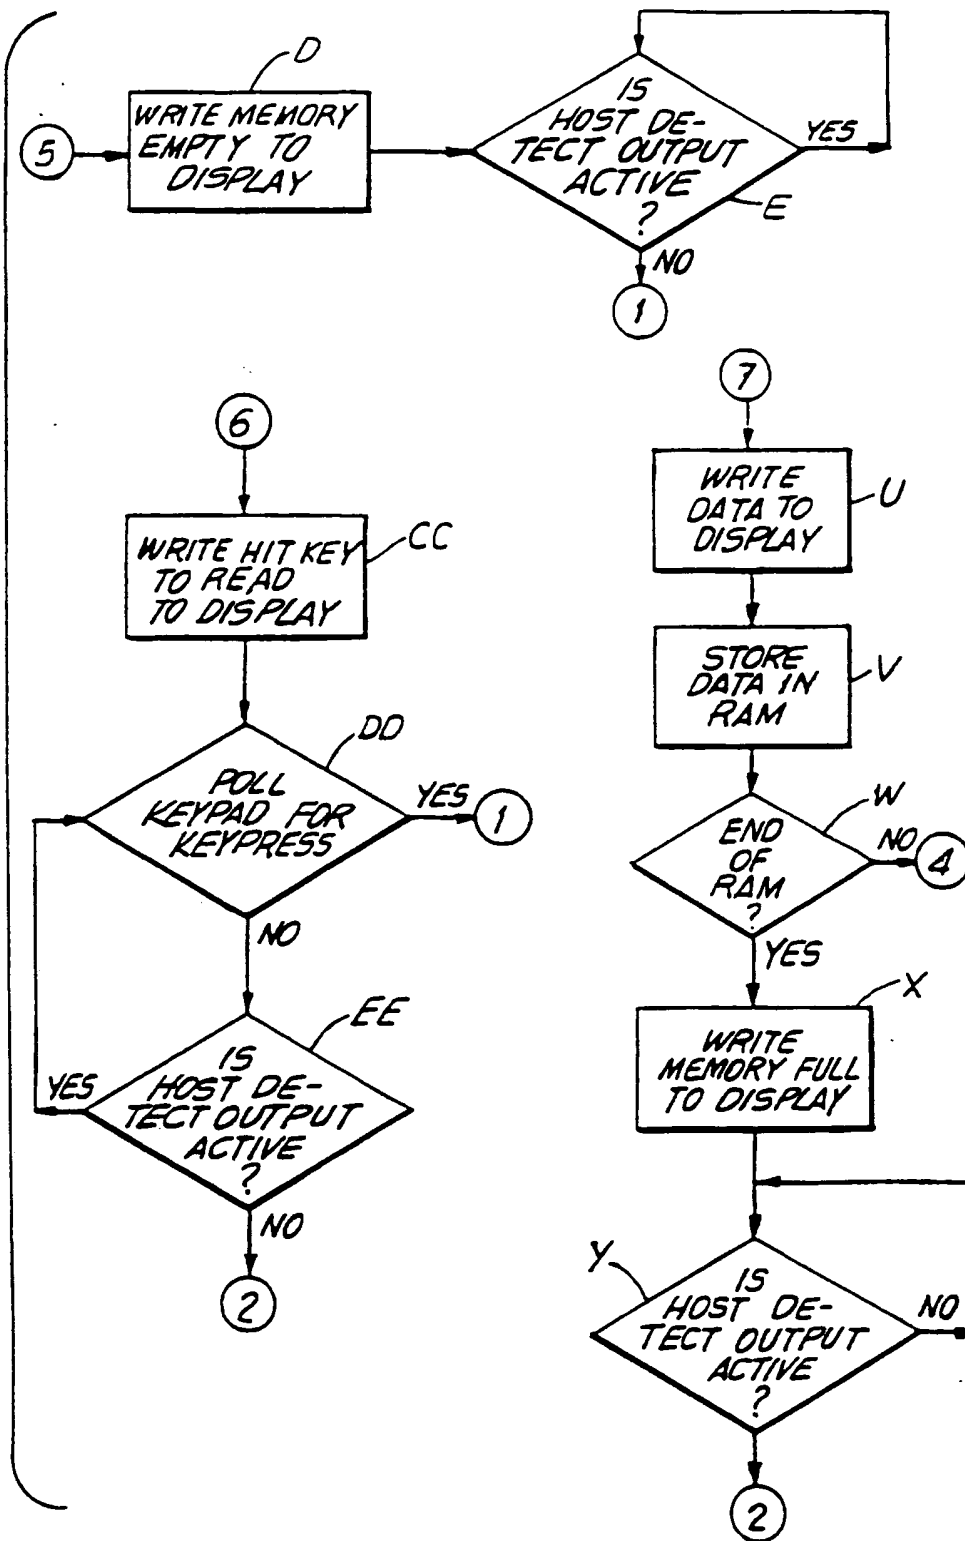 D
5
WRITE MEMORY
EMPTY TO
DISPLAY
IS
HOST DE-
TECT OUTPUT
ACTIVE
?
YES
E
NO
1
6
WRITE HIT KEY
TO READ
TO DISPLAY
CC
POLL
KEYPAD FOR
KEYPRESS
DD
YES
1
NO
IS
HOST DE-
TECT OUTPUT
ACTIVE
?
EE
YES
NO
2
7
WRITE
DATA TO
DISPLAY
U
STORE
DATA IN
RAM
V
END
OF
RAM
?
W
NO
4
YES
X
WRITE
MEMORY FULL
TO DISPLAY
Y
IS
HOST DE-
TECT OUTPUT
ACTIVE
?
NO
2